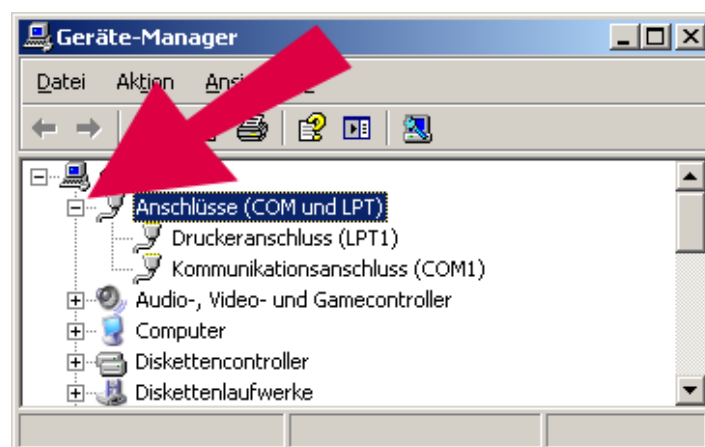 Geräte-Manager
Datei Aktion
Anschlüsse (COM und LPT)
Druckeranschluss (LPT1)
Kommunikationsanschluss (COM1)
Audio-, Video- und Gamecontroller
Computer
Diskettencontroller
Diskettenlaufwerke